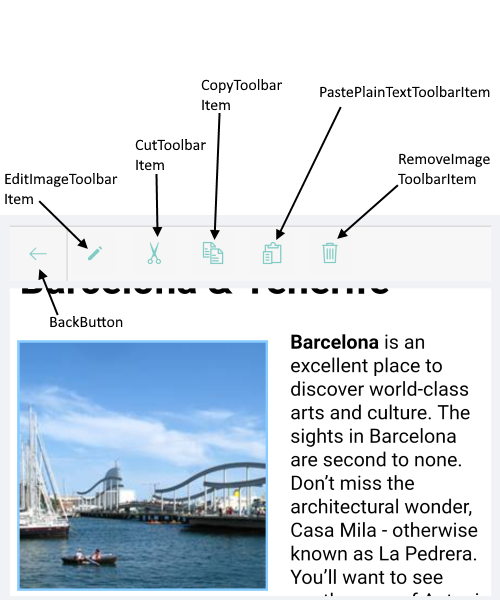 CopyToolbar
Item
PastePlainTextToolbarItem
CutToolbar
Item
RemoveImage
ToolbarItem
EditImageToolbar
Item
Barcelona & Tenerife
BackButton
Barcelona is an
excellent place to
discover world-class
arts and culture. The
sights in Barcelona
are second to none.
Don’t miss the
architectural wonder,
Casa Mila - otherwise
known as La Pedrera.
You’ll want to see